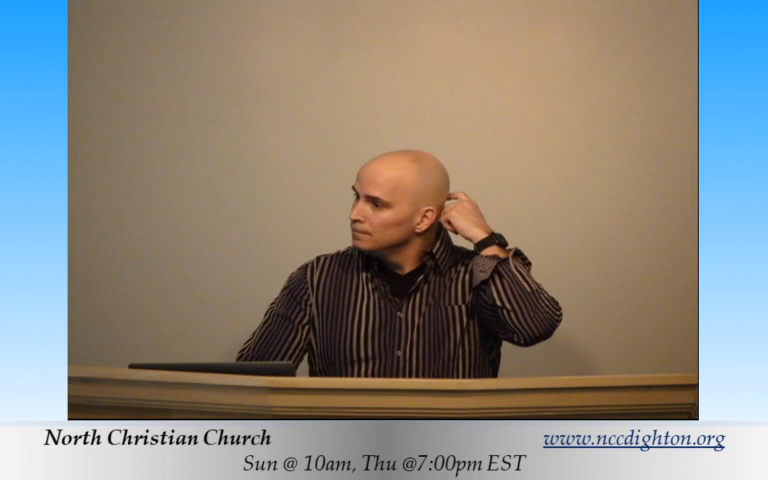 North Christian Church
www.nccdighton.org
Sun @ 10am, Thu @7:00pm EST